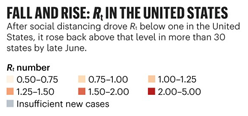 FALL AND RISE: Rt IN THE UNITED STATES
After social distancing drove Rt below one in the United
States, it rose back above that level in more than 30
states by late June.
Rt number
0.50–0.75 0.75–1.00 1.00–1.25
1.25–1.50 1.50–2.00 2.00–5.00
Insufficient new cases